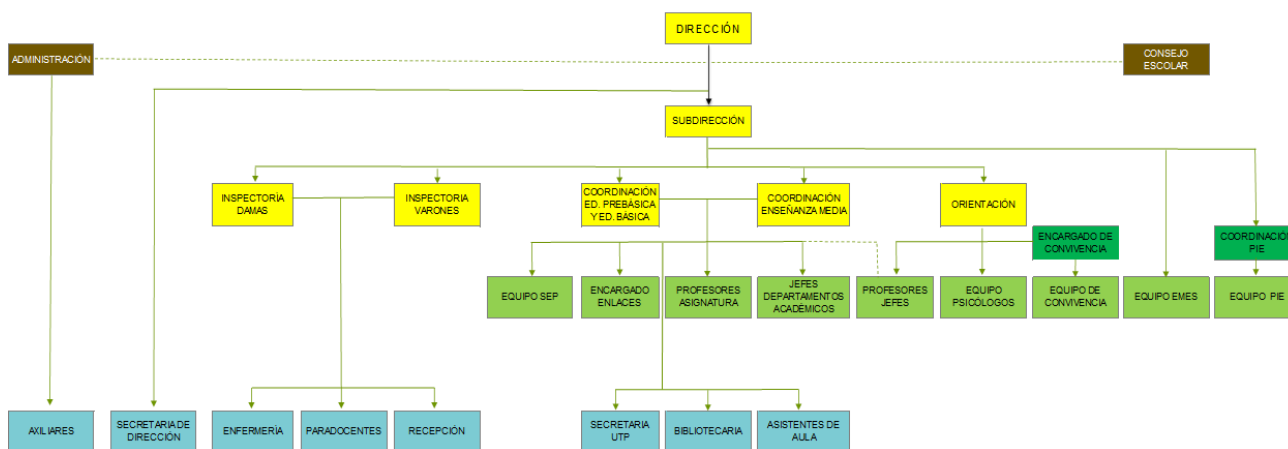 DIRECCIÓN
ADMINISTRACIÓN
CONSEJO
ESCOLAR
SUBDIRECCIÓN
INSPECTORÍA
DAMAS
INSPECTORIA
VARONES
COORDINACIÓN
ED. PREBÁSICA
Y ED. BÁSICA
COORDINACIÓN
ENSEÑANZA MEDIA
ORIENTACIÓN
ENCARGADO DE
CONVIVENCIA
COORDINACIÓN
PIE
EQUIPO SEP
ENCARGADO
ENLACES
PROFESORES
ASIGNATURA
JEFES
DEPARTAMENTOS
ACADÉMICOS
PROFESORES
JEFES
EQUIPO
PSICÓLOGOS
EQUIPO DE
CONVIVENCIA
EQUIPO EMES
EQUIPO PIE
AXILIARES
SECRETARIA DE
DIRECCIÓN
ENFERMERÍA
PARADOCENTES
RECEPCIÓN
SECRETARIA
UTP
BIBLIOTECARIA
ASISTENTES DE
AULA